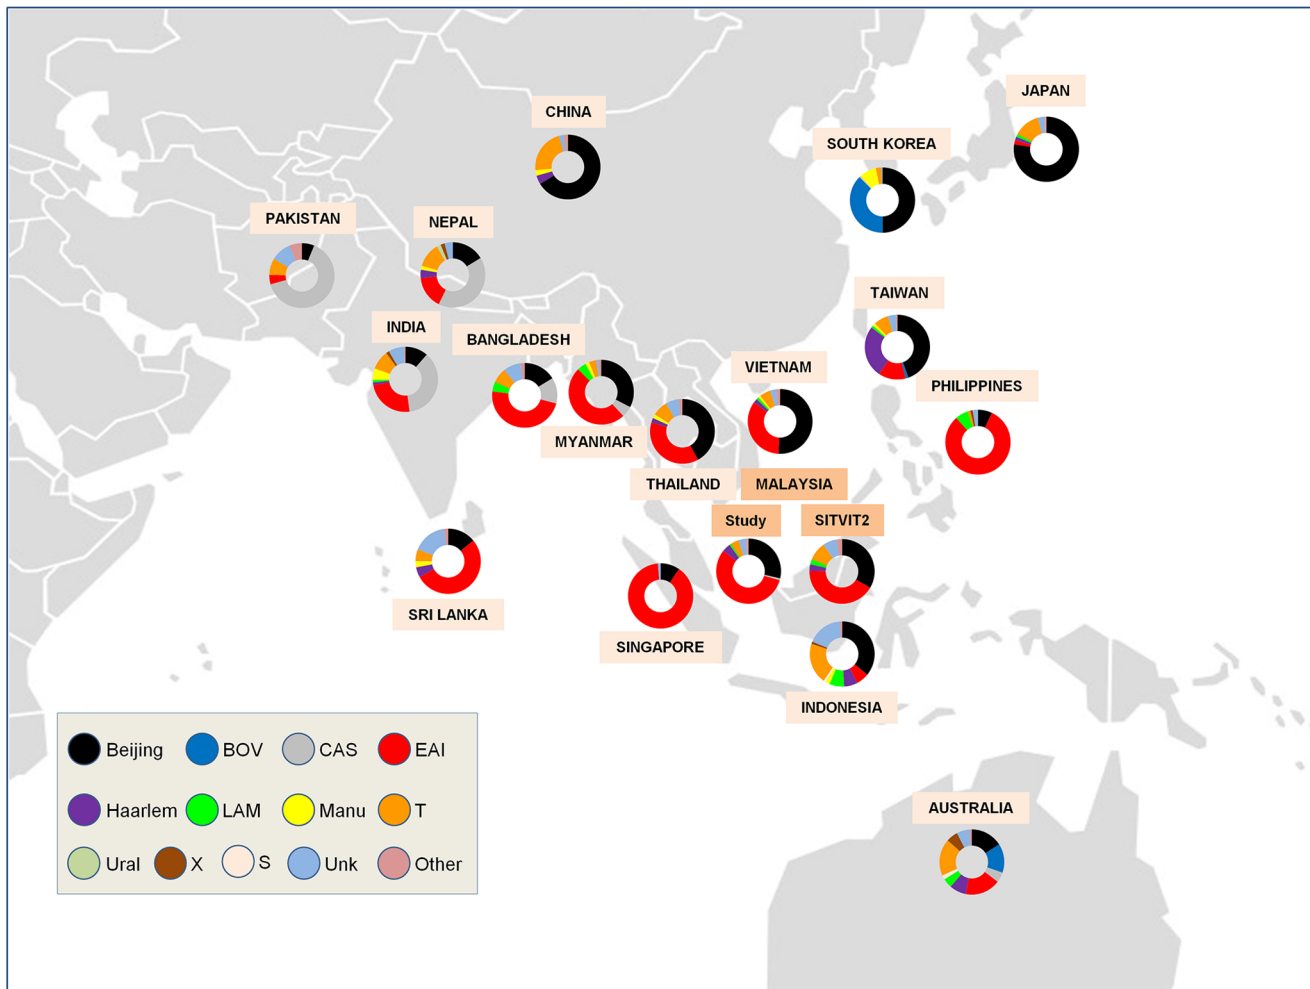 JAPAN
CHINA
SOUTH KOREA
PAKISTAN
NEPAL
TAIWAN
INDIA
BANGLADESH
VIETNAM
PHILIPPINES
MYANMAR
THAILAND
MALAYSIA
Study
SITVIT2
SRI LANKA
SINGAPORE
INDONESIA
AUSTRALIA
Beijing BOV CAS EAI
Haarlem LAM Manu T
Ural X S Unk Other